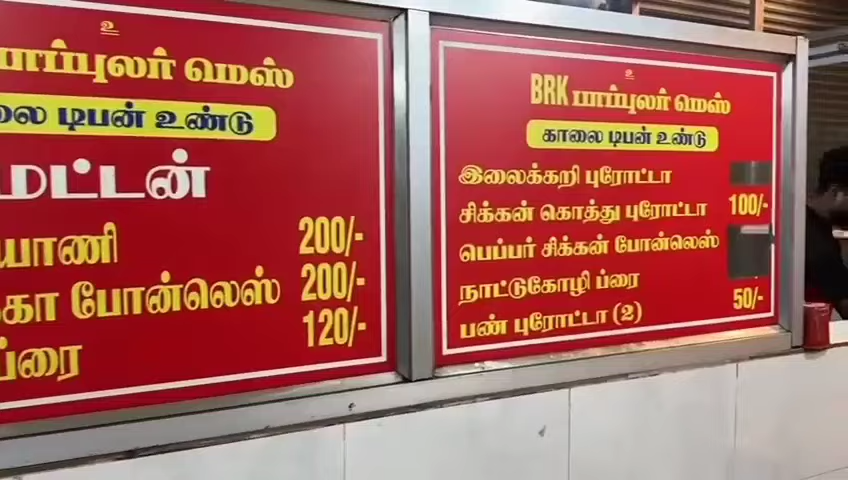 உ
பாப்புலர் மெஸ்
டிபன் உண்டு
மட்டன்
200/-
போன்லெஸ் 200/-
120/-
உ
BRK பாப்புலர் மெஸ்
காலை டிபன் உண்டு
இலைக்கறி புரோட்டா
சிக்கன் கொத்து புரோட்டா 100/-
பெப்பர் சிக்கன் போன்லெஸ்
நாட்டுகோழி ப்ரை
பண் புரோட்டா (2) 50/-